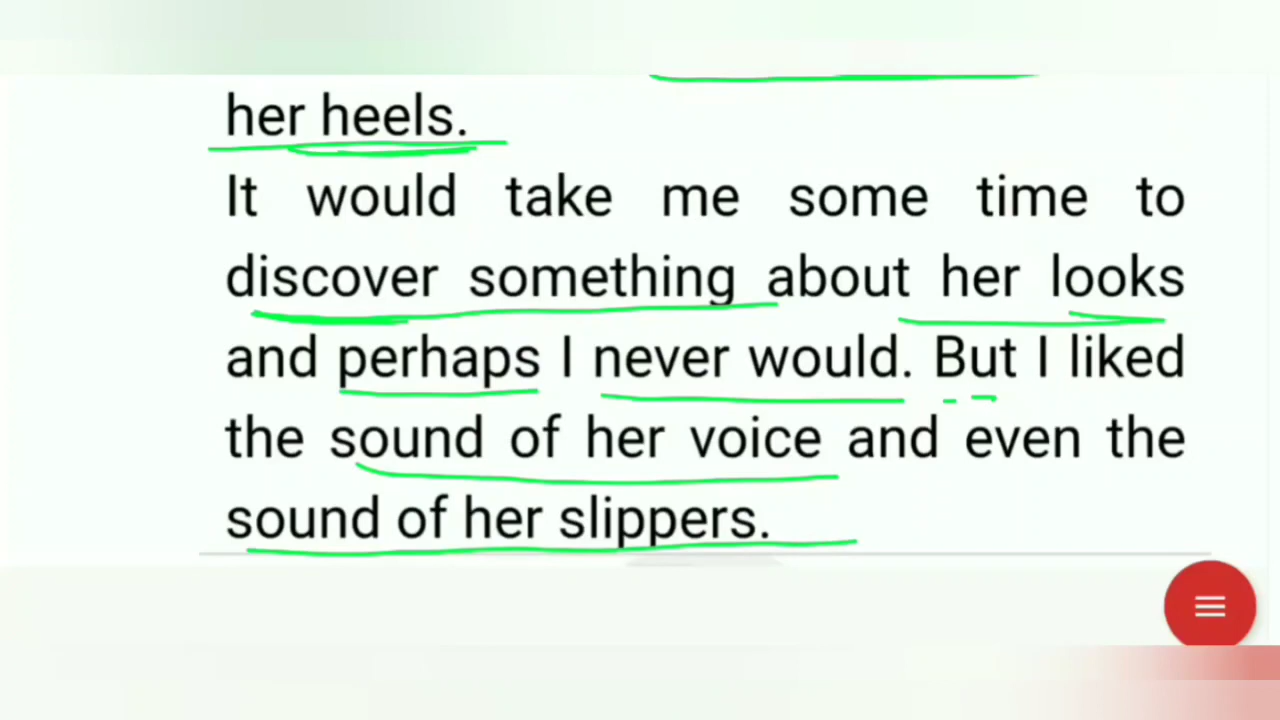 her heels.
It would take me some time to
discover something about her looks
and perhaps I never would. But I liked
the sound of her voice and even the
sound of her slippers.